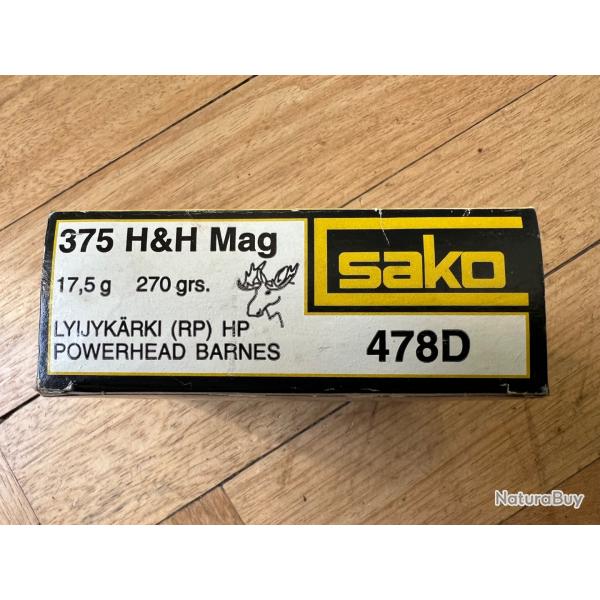 375 H&H Mag
17,5 g 270 grs.
LYIJYKÄRKI (RP) HP
POWERHEAD BARNES
sako
478D
NaturaBuy